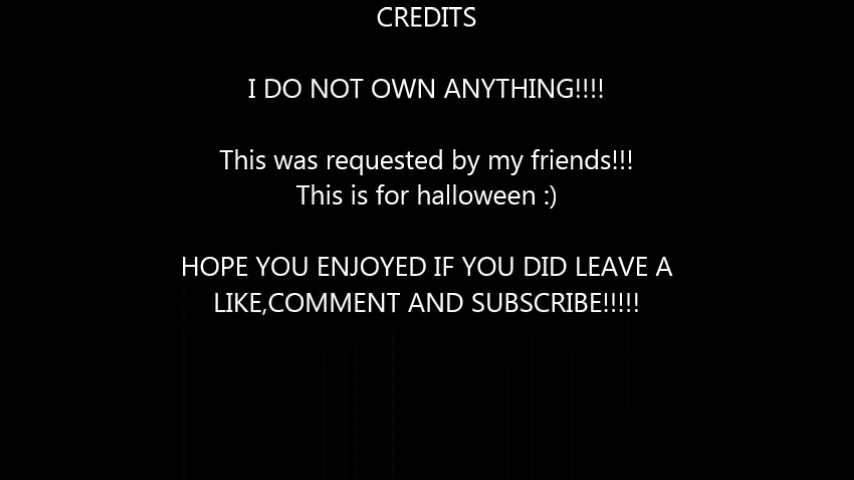 CREDITS
I DO NOT OWN ANYTHING!!!!
This was requested by my friends!!!
This is for halloween :)
HOPE YOU ENJOYED IF YOU DID LEAVE A
LIKE,COMMENT AND SUBSCRIBE!!!!!